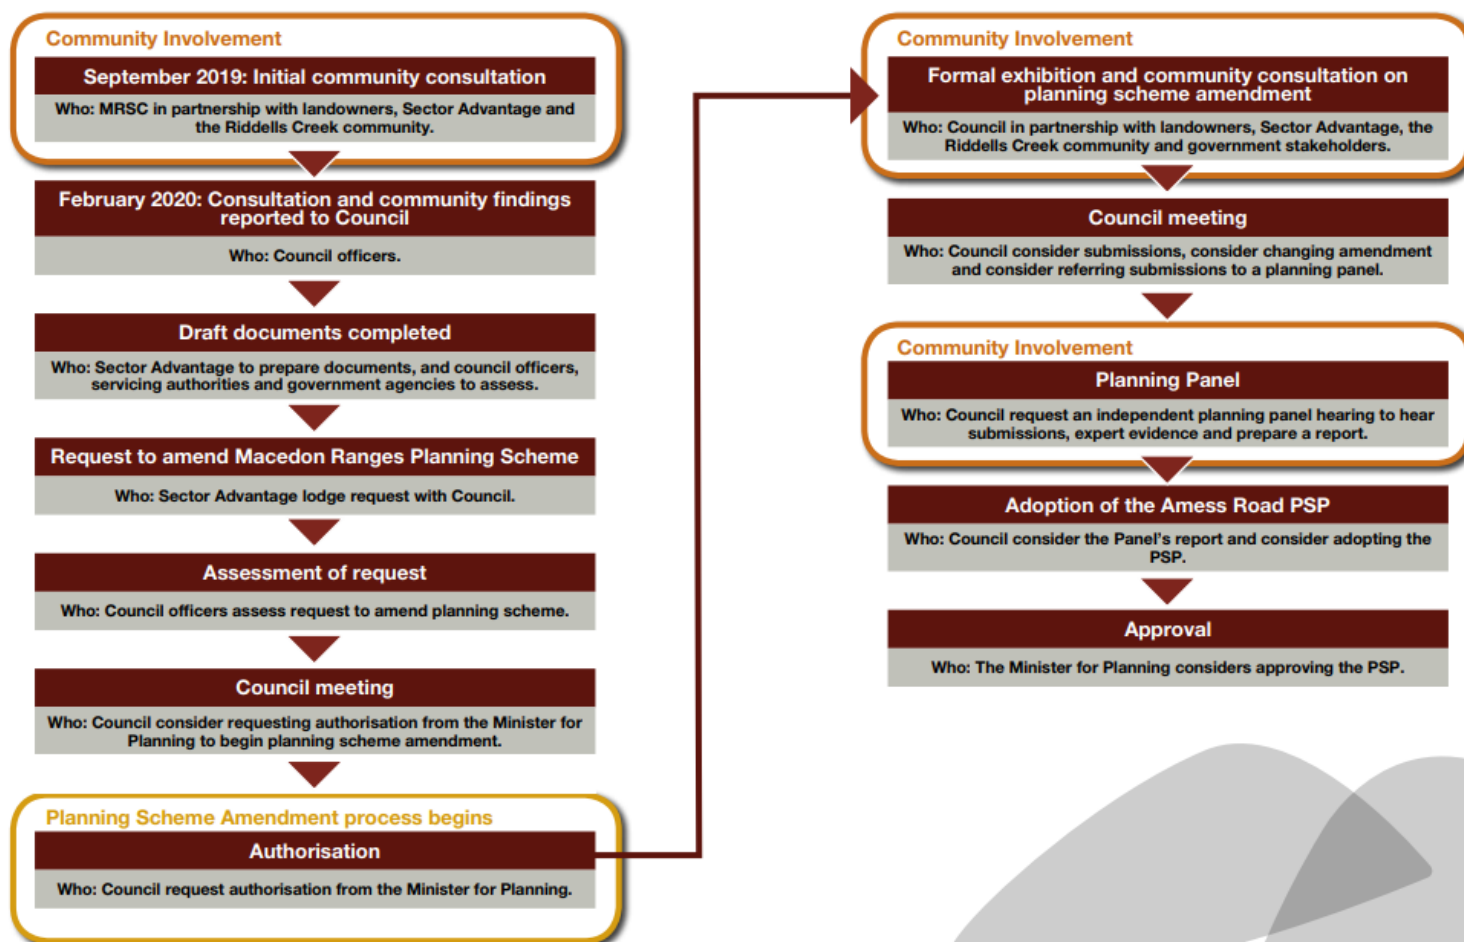 Community Involvement
September 2019: Initial community consultation
Who: MRSC in partnership with landowners, Sector Advantage and
the Riddells Creek community.
February 2020: Consultation and community findings
reported to Council
Who: Council officers.
Draft documents completed
Who: Sector Advantage to prepare documents, and council officers,
servicing authorities and government agencies to assess.
Request to amend Macedon Ranges Planning Scheme
Who: Sector Advantage lodge request with Council.
Assessment of request
Who: Council officers assess request to amend planning scheme.
Council meeting
Who: Council consider requesting authorisation from the Minister for
Planning to begin planning scheme amendment.
Planning Scheme Amendment process begins
Authorisation
Who: Council request authorisation from the Minister for Planning.
Community Involvement
Formal exhibition and community consultation on
planning scheme amendment
Who: Council in partnership with landowners, Sector Advantage, the
Riddells Creek community and government stakeholders.
Council meeting
Who: Council consider submissions, consider changing amendment
and consider referring submissions to a planning panel.
Community Involvement
Planning Panel
Who: Council request an independent planning panel hearing to hear
submissions, expert evidence and prepare a report.
Adoption of the Amess Road PSP
Who: Council consider the Panel's report and consider adopting the
PSP.
Approval
Who: The Minister for Planning considers approving the PSP.